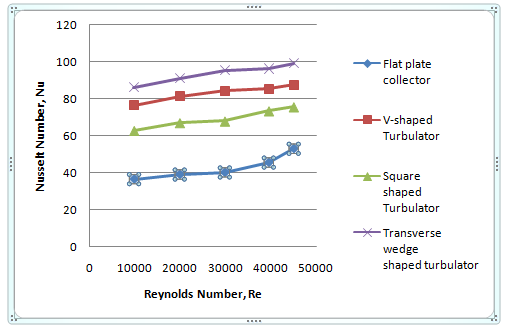 120
100
80
60
40
20
0
Nusselt Number, Nu
0 10000 20000 30000 40000 50000
Reynolds Number, Re
Flat plate
collector
V-shaped
Turbulator
Square
shaped
Turbulator
Transverse
wedge
shaped turbulator